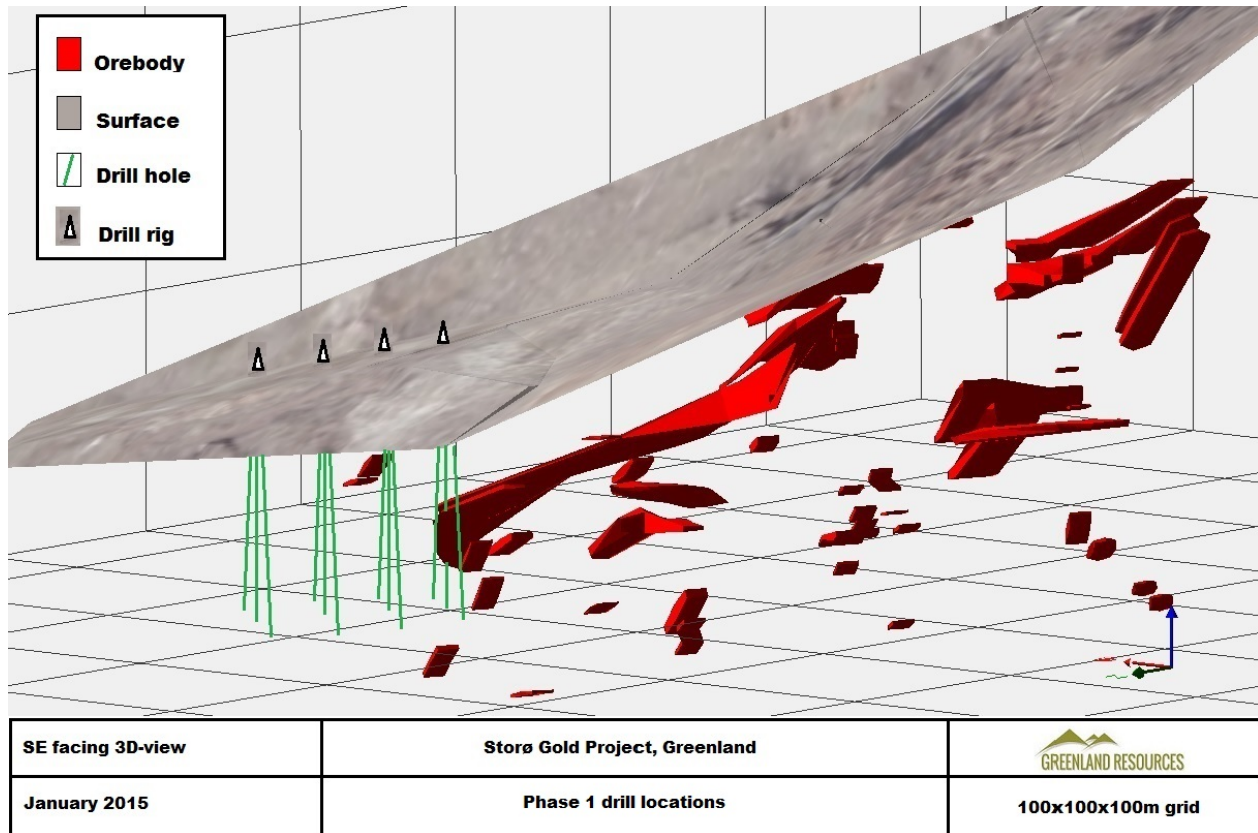 Orebody
Surface
Drill hole
Drill rig
SE facing 3D-view
Storø Gold Project, Greenland
GREENLAND RESOURCES
January 2015
Phase 1 drill locations
100x100x100m grid